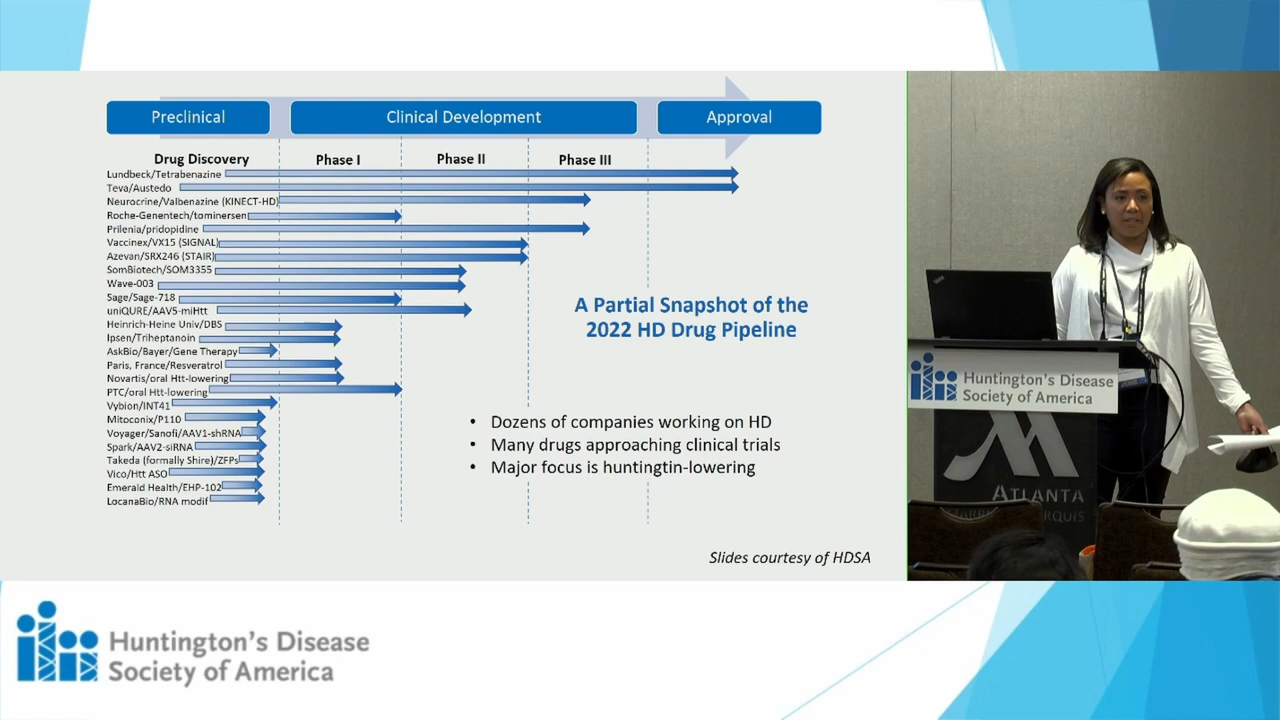 Preclinical
Clinical Development
Approval
Drug Discovery
Phase I
Phase II
Phase III
Lundbeck/Tetrabenazine
Teva/Austedo
Neurocrine/Valbenazine (KINECT-HD)
Roche-Genentech/tominersen
Prilenia/pridopidine
Vaccinex/VX15 (SIGNAL)
Azevan/SRX246 (STAIR)
SomBiotech/SOM3355
Wave-003
Sage/Sage-718
uniQURE/AAV5-miHtt
Heinrich-Heine Univ/DBS
Ipsen/Triheptanoin
AskBio/Bayer/Gene Therapy
Paris, France/Resveratrol
Novartis/oral Htt-lowering
PTC/oral Htt-lowering
Vybion/INT41
Mitoconix/P110
Voyager/Sanofi/AAV1-shRNA
Spark/AAV2-siRNA
Takeda (formally Shire)/ZFPs
Vico/Htt ASO
Emerald Health/EHP-102
LocanaBio/RNA modif
A Partial Snapshot of the
2022 HD Drug Pipeline
• Dozens of companies working on HD
• Many drugs approaching clinical trials
• Major focus is huntingtin-lowering
Slides courtesy of HDSA
Huntington's Disease
Society of America
ATLANTA
Huntington's Disease
Society of America